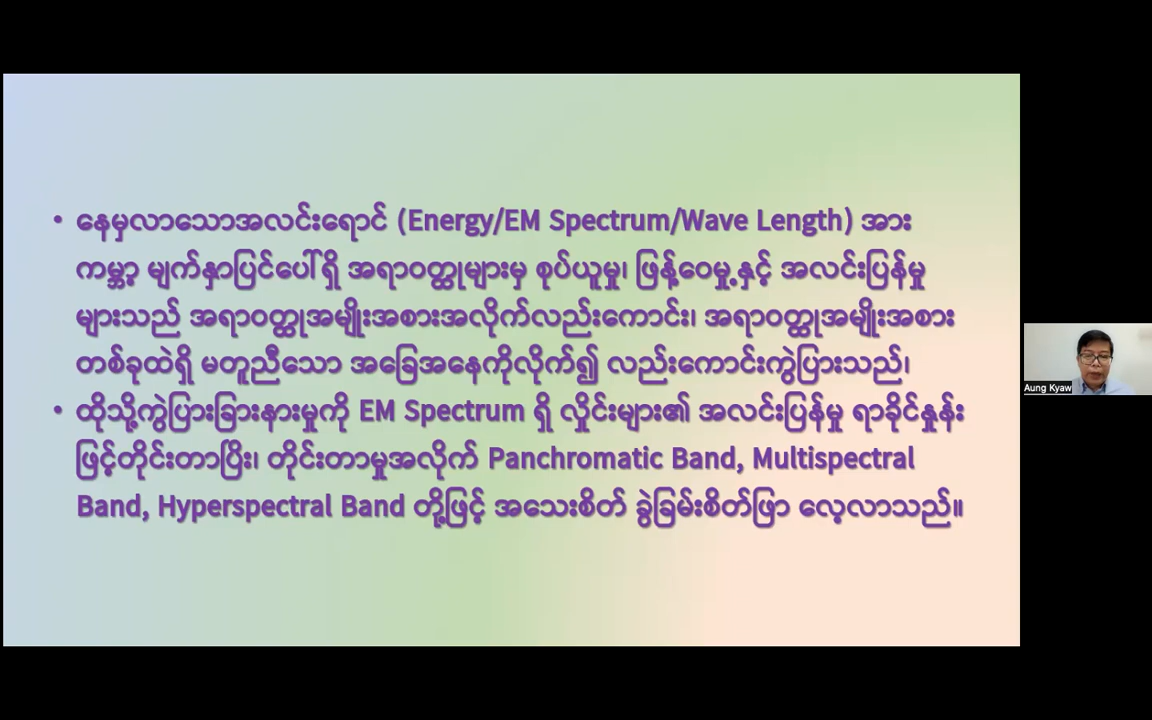 • နေမှလာသောအလင်းရောင် (Energy/EM Spectrum/Wave Length) အား
ကမ္ဘာ့ မျက်နှာပြင်ပေါ်ရှိ အရာဝတ္ထုများမှ စုပ်ယူမှု၊ ဖြန့်ဝေမှု့နှင့် အလင်းပြန်မှု
များသည် အရာဝတ္ထုအမျိုးအစားအလိုက်လည်းကောင်း၊ အရာဝတ္ထုအမျိုးအစား
တစ်ခုထဲရှိ မတူညီသော အခြေအနေကိုလိုက်၍ လည်းကောင်းကွဲပြားသည်၊
• ထိုသို့ကွဲပြားခြားနားမှုကို EM Spectrum ရှိ လှိုင်းများ၏ အလင်းပြန်မှု ရာခိုင်နှုန်း
ဖြင့်တိုင်းတာပြီး၊ တိုင်းတာမှုအလိုက် Panchromatic Band, Multispectral
Band, Hyperspectral Band တို့ဖြင့် အသေးစိတ် ခွဲခြမ်းစိတ်ဖြာ လေ့လာသည်။
Aung Kyaw